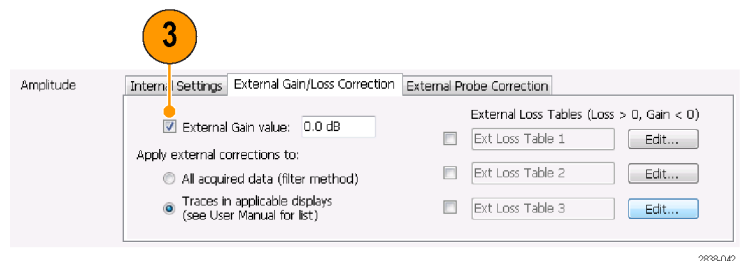 3
Amplitude
Internal Settings External Gain/Loss Correction External Probe Correction
External Gain value: 0.0 dB
Apply external corrections to:
All acquired data (filter method)
Traces in applicable displays
(see User Manual for list)
External Loss Tables (Loss > 0, Gain < 0)
Ext Loss Table 1 Edit...
Ext Loss Table 2 Edit...
Ext Loss Table 3 Edit...
2838-042